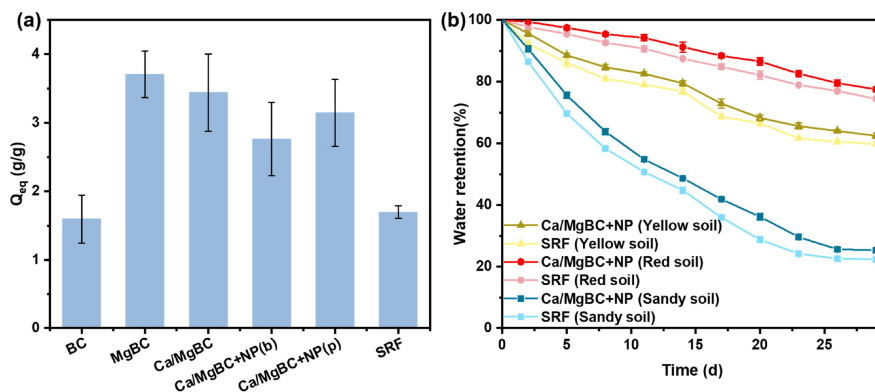 (a)
Q_eq (g/g)
4
3
2
1
0
BC
MgBC
Ca/MgBC
Ca/MgBC+NP(b)
Ca/MgBC+NP(p)
SRF
(b)
Water retention(%)
100
80
60
40
20
0
Ca/MgBC+NP (Yellow soil)
SRF (Yellow soil)
Ca/MgBC+NP (Red soil)
SRF (Red soil)
Ca/MgBC+NP (Sandy soil)
SRF (Sandy soil)
0 5 10 15 20 25
Time (d)